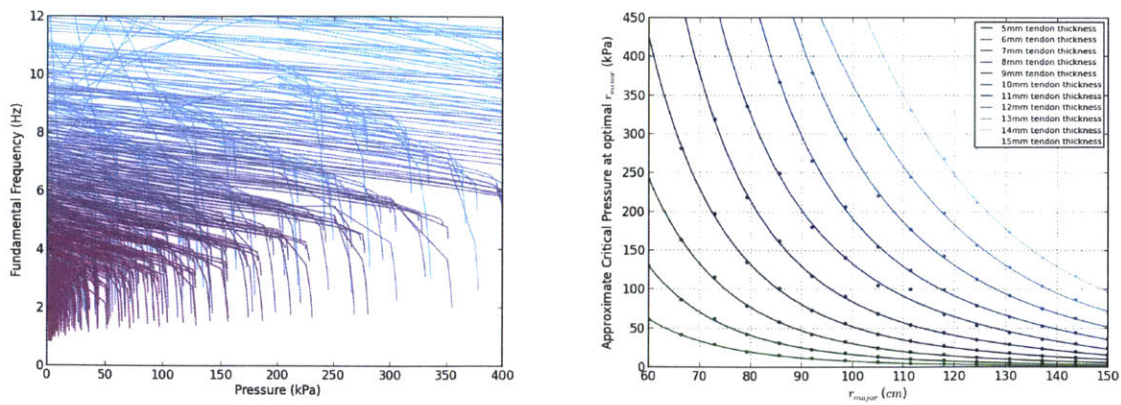 12
10
8
6
4
2
0
0
50
100
150
200
250
300
350
400
Fundamental Frequency (Hz)
Pressure (kPa)
450
400
350
300
250
200
150
100
50
0
60
70
80
90
100
110
120
130
140
150
Approximate Critical Pressure at optimal r_minor (kPa)
r_major (cm)
5mm tendon thickness
6mm tendon thickness
7mm tendon thickness
8mm tendon thickness
9mm tendon thickness
10mm tendon thickness
11mm tendon thickness
12mm tendon thickness
13mm tendon thickness
14mm tendon thickness
15mm tendon thickness